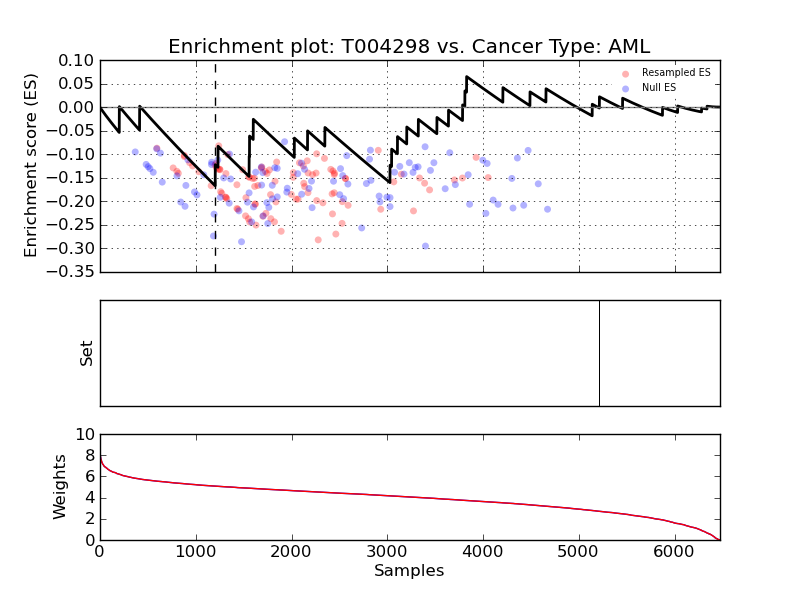 Enrichment plot: T004298 vs. Cancer Type: AML
Enrichment score (ES)
0.10
0.05
0.00
−0.05
−0.10
−0.15
−0.20
−0.25
−0.30
−0.35
Resampled ES
Null ES
Set
Weights
10
8
6
4
2
0
0 1000 2000 3000 4000 5000 6000
Samples